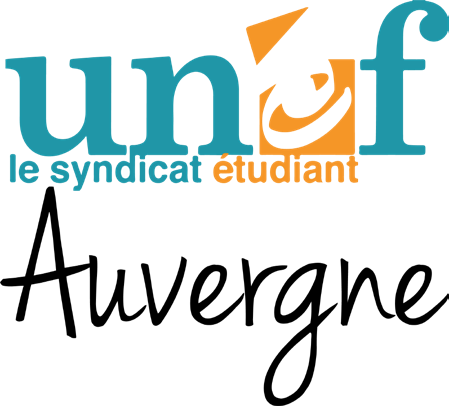 unef
le syndicat étudiant
Auvergne